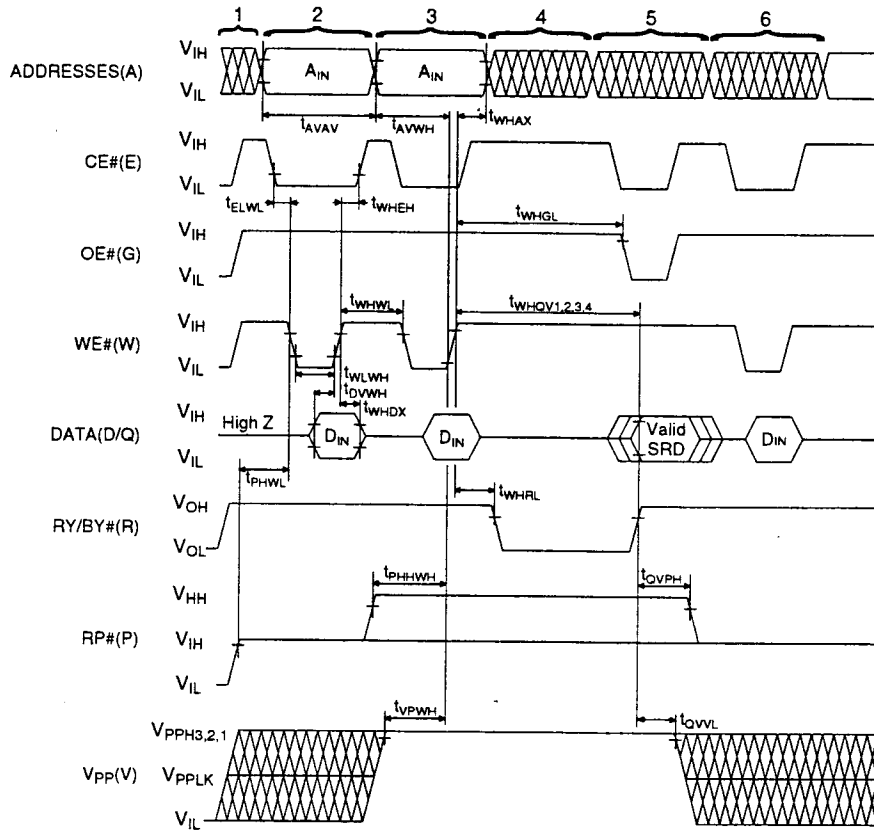 1 2 3 4 5 6
ADDRESSES(A) VIH VIL AIN AIN
tAVAV tAVWH tWHAX
CE#(E) VIH VIL
tELWL tWHEH
tWHGL
OE#(G) VIH VIL
tWHWL tWHQV1,2,3,4
WE#(W) VIH VIL
tWLWH
tDVWH
tWHDX
DATA(D/Q) VIH VIL High Z DIN DIN Valid SRD DIN
tPHWL tWHRL
RY/BY#(R) VOH VOL
tPHHWH tQVPH
RP#(P) VHH VIH VIL
tVPWH tQVVL
VPP(V) VPPH3,2,1 VPPLK VIL